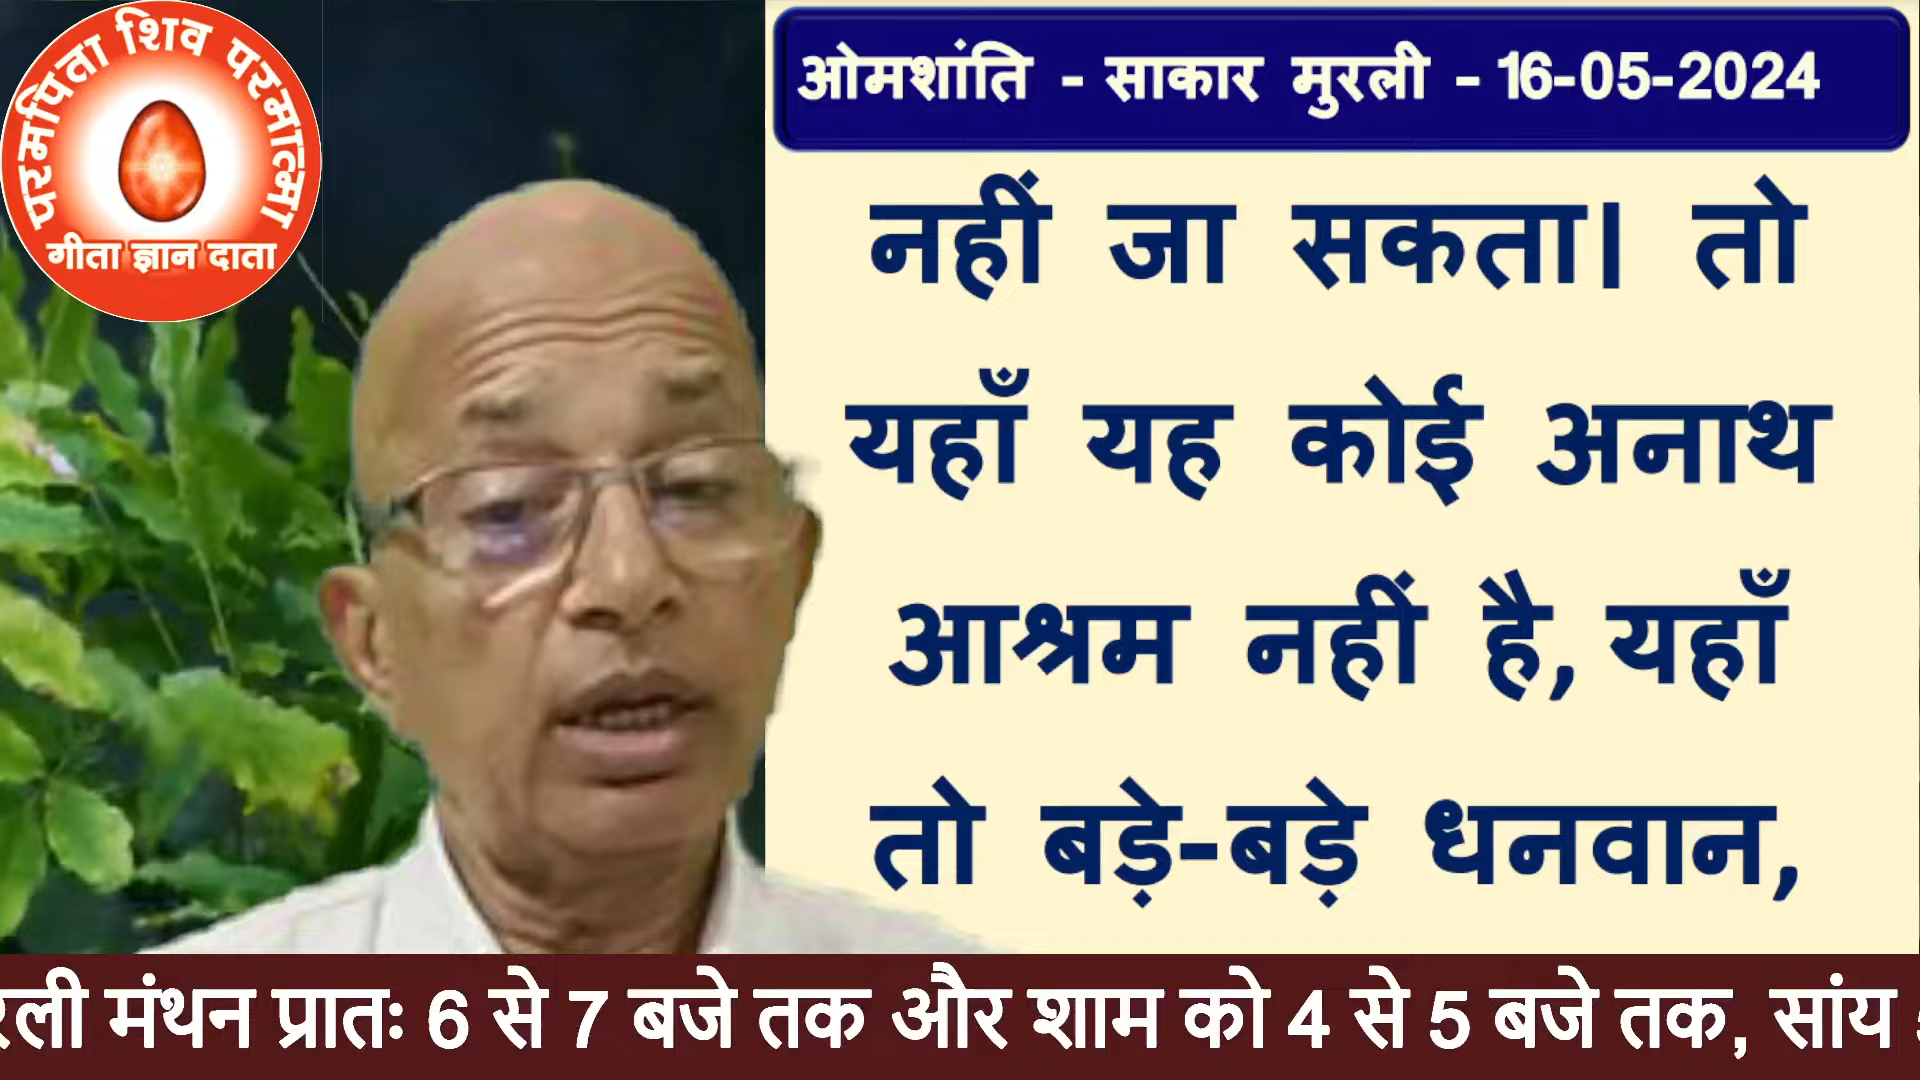 परमपिता शिव परमात्मा
गीता ज्ञान दाता
ओमशांति - साकार मुरली - 16-05-2024
नहीं जा सकता। तो
यहाँ यह कोई अनाथ
आश्रम नहीं है, यहाँ
तो बड़े-बड़े धनवान,
रली मंथन प्रातः 6 से 7 बजे तक और शाम को 4 से 5 बजे तक, सांय